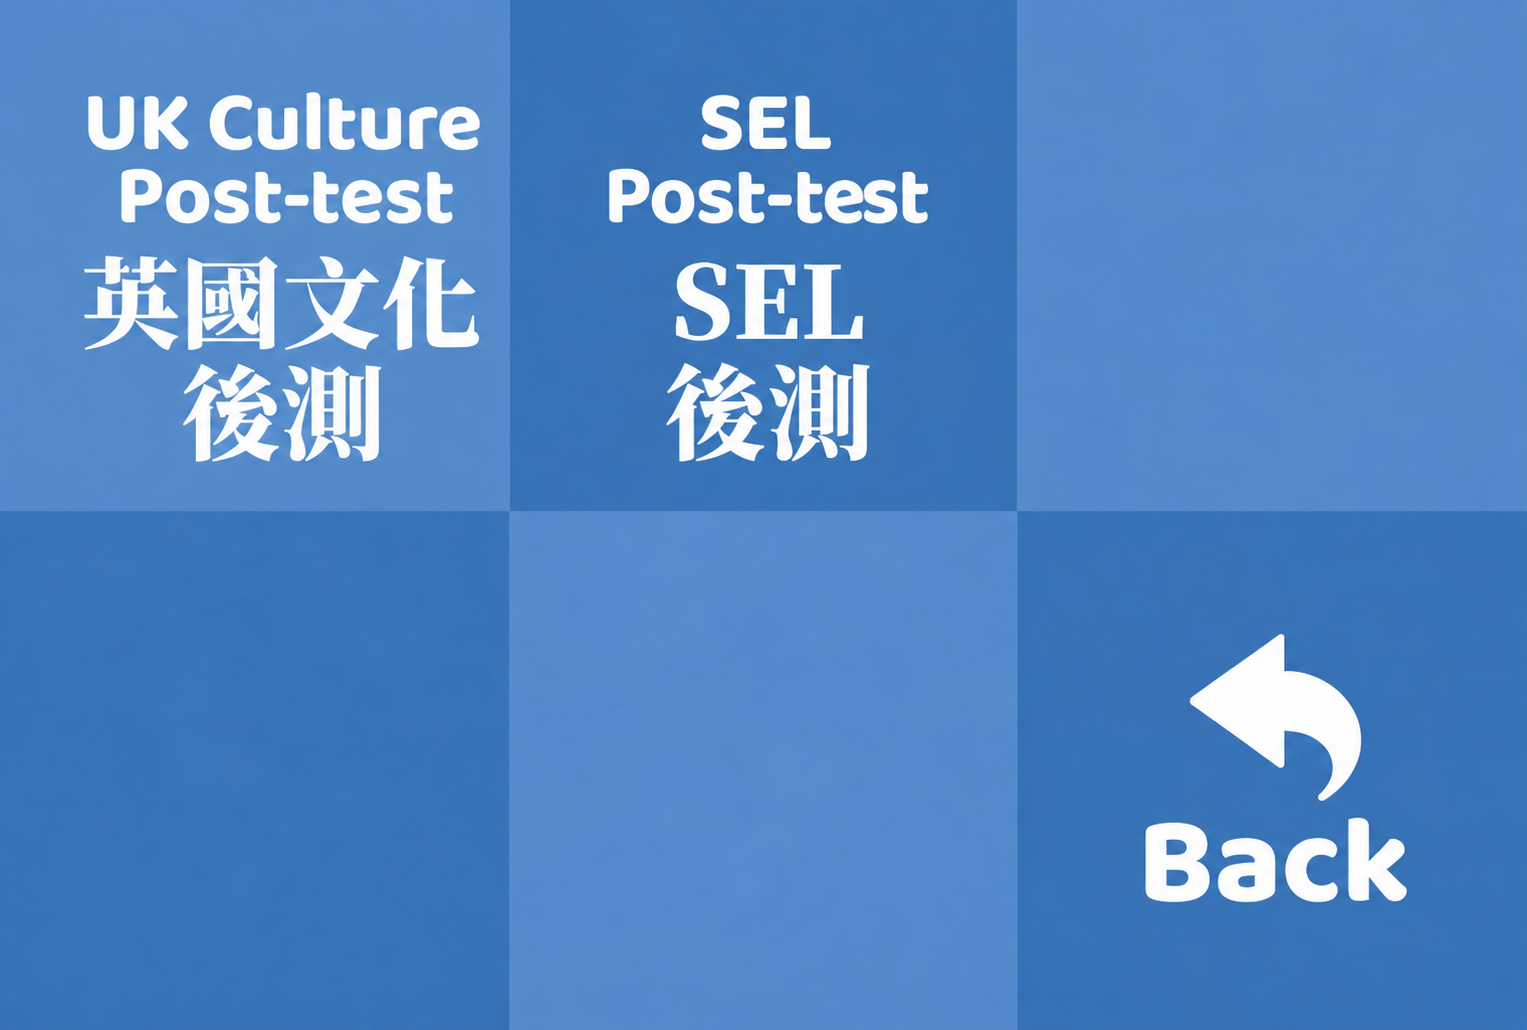 UK Culture
Post-test
英國文化
後測
SEL
Post-test
SEL
後測
Back